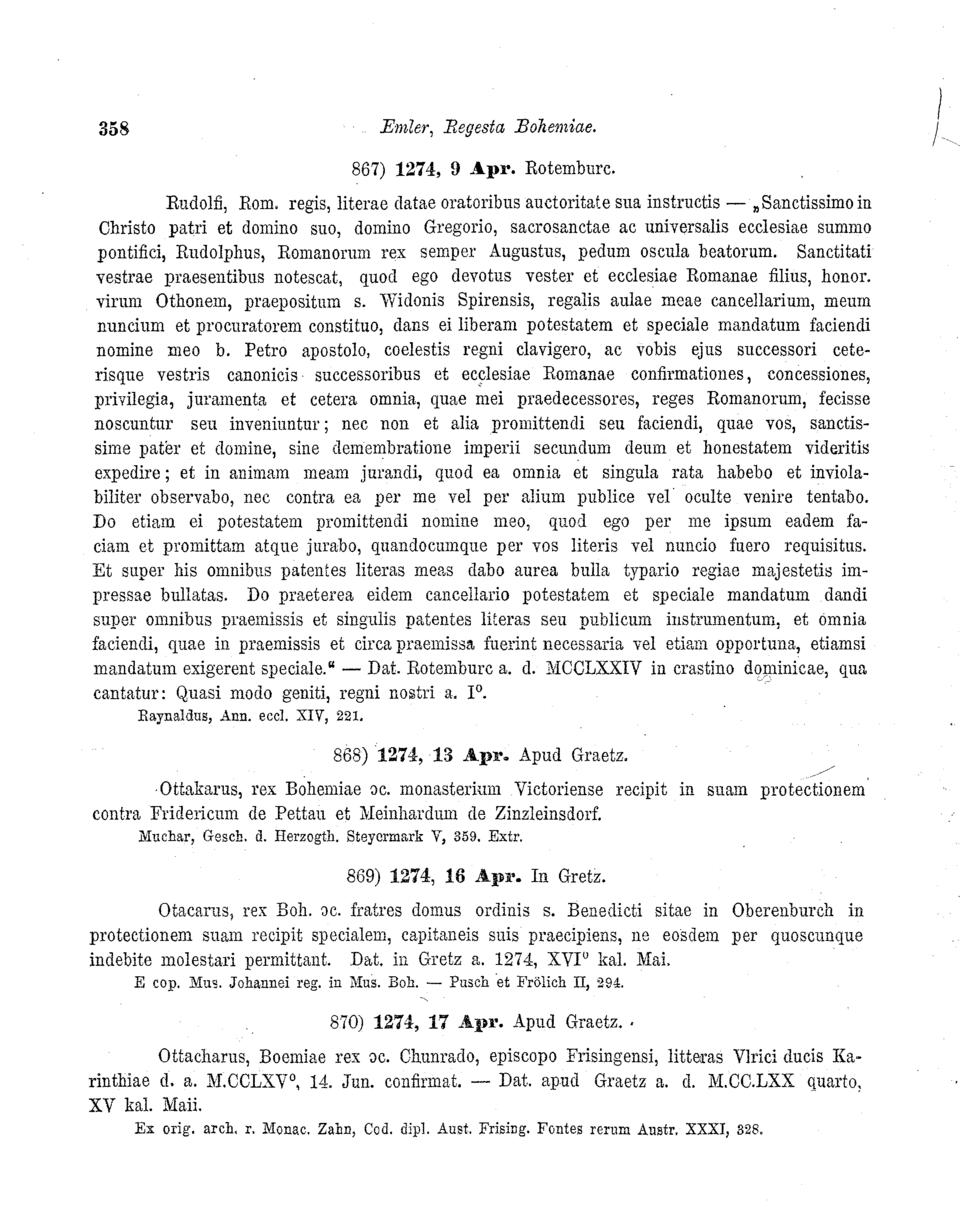 358 Emler, Regesta Bohemiae.
867) 1274, 9 Apr. Rotemburc.
Rudolfi, Rom. regis, literae datae oratoribus auctoritate sua instructis — „Sanctissimo in
Christo patri et domino suo, domino Gregorio, sacrosanctae ac universalis ecclesiae summo
pontifici, Rudolphus, Romanorum rex semper Augustus, pedum oscula beatorum. Sanctitati
vestrae praesentibus notescat, quod ego devotus vester et ecclesiae Romanae filius, honor.
virum Othonem, praepositum s. Widonis Spirensis, regalis aulae meae cancellarium, meum
nuncium et procuratorem constituo, dans ei liberam potestatem et speciale mandatum faciendi
nomine meo b. Petro apostolo, coelestis regni clavigero, ac vobis ejus successori cete-
risque vestris canonicis successoribus et ecclesiae Romanae confirmationes, concessiones,
privilegia, juramenta et cetera omnia, quae mei praedecessores, reges Romanorum, fecisse
noscuntur seu inveniuntur; nec non et alia promittendi seu faciendi, quae vos, sanctis-
sime pater et domine, sine demembratione imperii secundum deum et honestatem videritis
expedire; et in animam meam jurandi, quod ea omnia et singula rata habebo et inviola-
biliter observabo, nec contra ea per me vel per alium publice vel oculte venire tentabo.
Do etiam ei potestatem promittendi nomine meo, quod ego per me ipsum eadem fa-
ciam et promittam atque jurabo, quandocumque per vos literis vel nuncio fuero requisitus.
Et super his omnibus patentes literas meas dabo aurea bulla typario regiae majestetis im-
pressae bullatas. Do praeterea eidem cancellario potestatem et speciale mandatum dandi
super omnibus praemissis et singulis patentes literas seu publicum instrumentum, et omnia
faciendi, quae in praemissis et circa praemissa fuerint necessaria vel etiam opportuna, etiamsi
mandatum exigerent speciale.“ — Dat. Rotemburc a. d. MCCLXXIV in crastino dominicae, qua
cantatur: Quasi modo geniti, regni nostri a. I⁰.
Raynaldus, Ann. eccl. XIV, 221.
868) 1274, 13 Apr. Apud Graetz.
Ottakarus, rex Bohemiae ɔc. monasterium Victoriense recipit in suam protectionem
contra Fridericum de Pettau et Meinhardum de Zinzleinsdorf.
Muchar, Gesch. d. Herzogth. Steyermark V, 359. Extr.
869) 1274, 16 Apr. In Gretz.
Otacarus, rex Boh. ɔc. fratres domus ordinis s. Benedicti sitae in Oberenburch in
protectionem suam recipit specialem, capitaneis suis praecipiens, ne eosdem per quoscunque
indebite molestari permittant. Dat. in Gretz a. 1274, XVI⁰ kal. Mai.
E cop. Mus. Johannei reg. in Mus. Boh. — Pusch et Frölich II, 294.
870) 1274, 17 Apr. Apud Graetz.
Ottacharus, Boemiae rex ɔc. Chunrado, episcopo Frisingensi, litteras Vlrici ducis Ka-
rinthiae d. a. M.CCLXV⁰, 14. Jun. confirmat. — Dat. apud Graetz a. d. M.CC.LXX quarto,
XV kal. Maii.
Ex orig. arch. r. Monac. Zahn, Cod. dipl. Aust. Frising. Fontes rerum Austr. XXXI, 328.